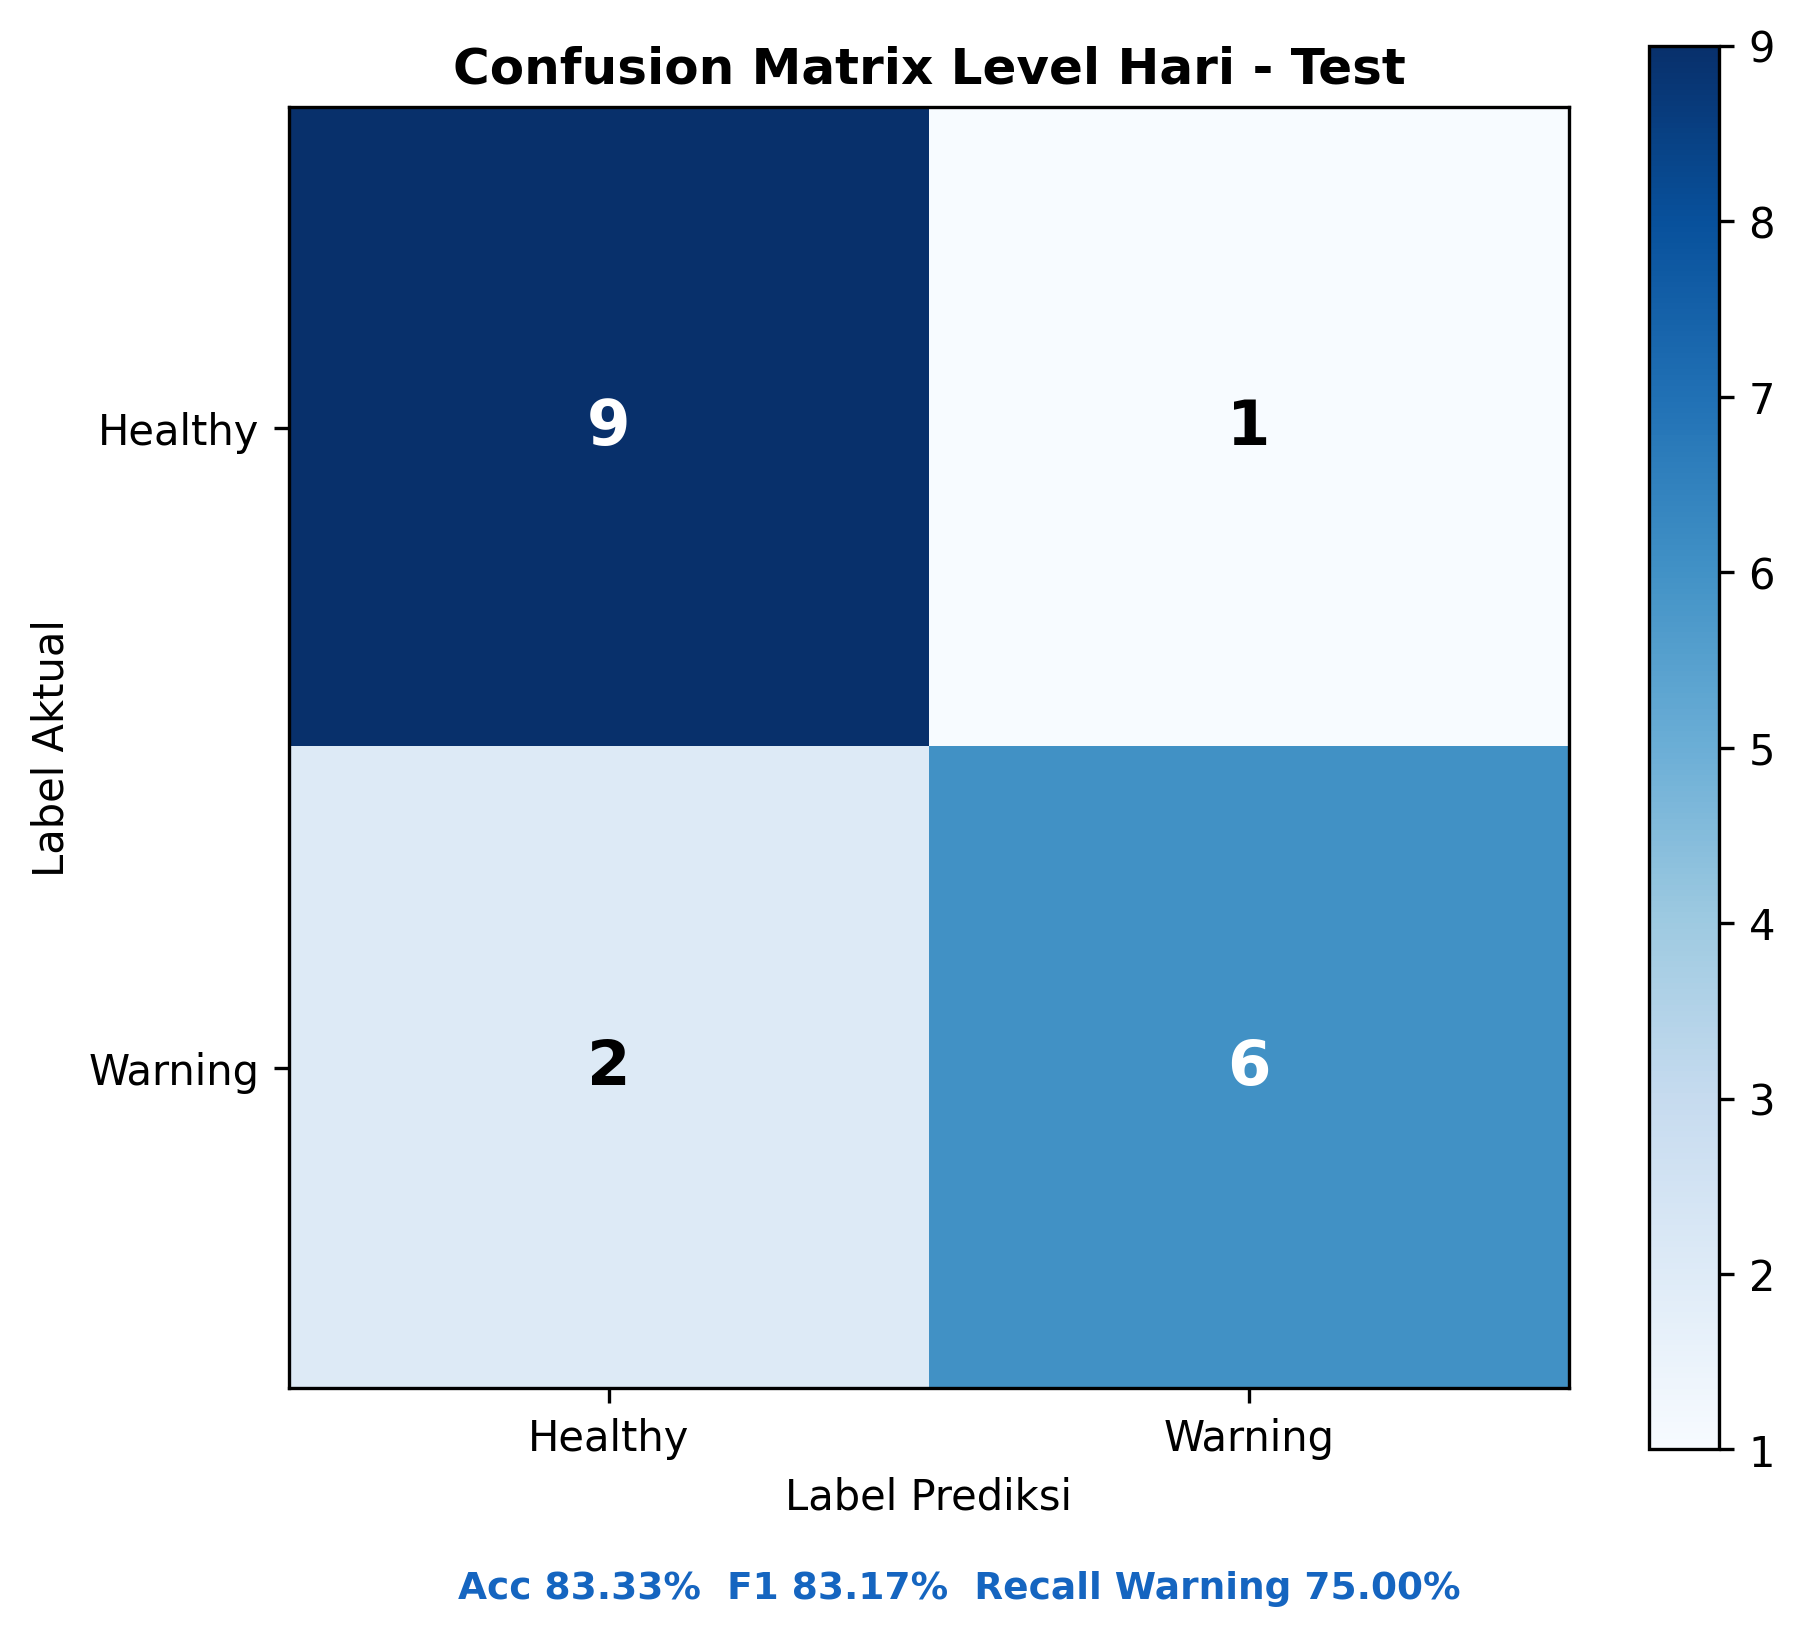 Confusion Matrix Level Hari - Test
Label Aktual
Healthy
9
1
Warning
2
6
Healthy
Warning
Label Prediksi
9
8
7
6
5
4
3
2
1
Acc 83.33% F1 83.17% Recall Warning 75.00%